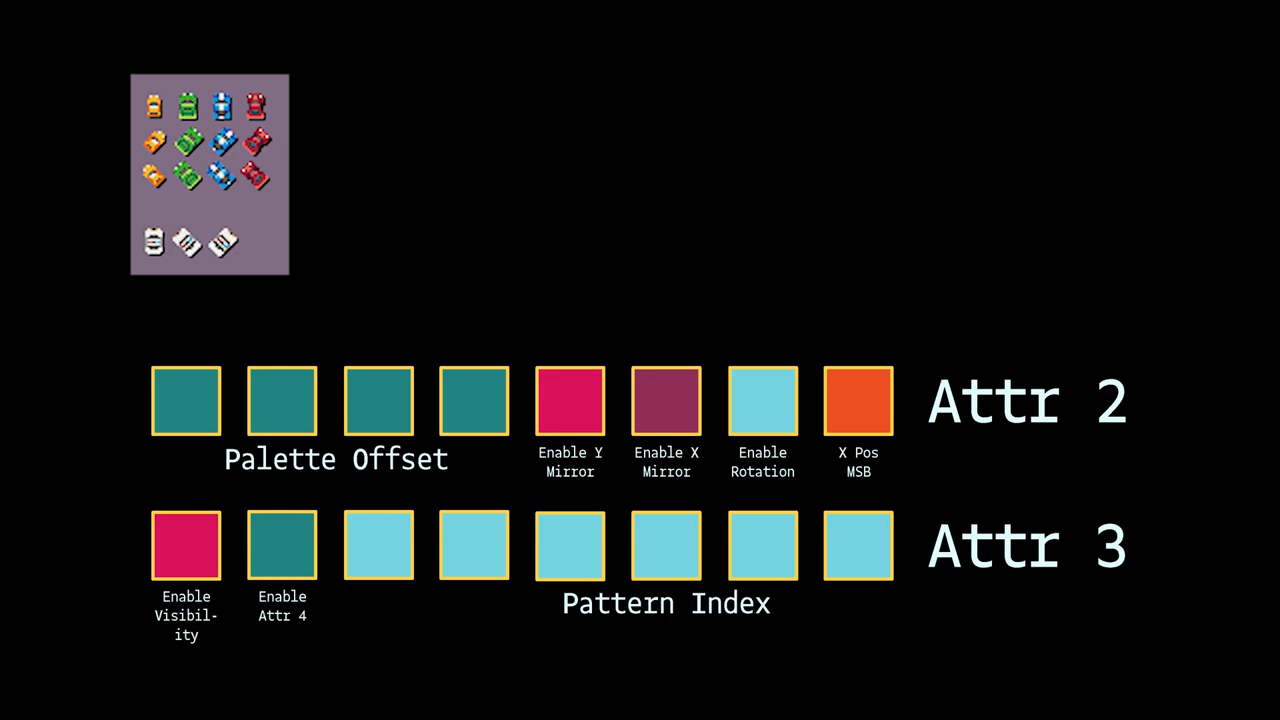 Attr 2
Palette Offset
Enable Y
Mirror
Enable X
Mirror
Enable
Rotation
X Pos
MSB
Attr 3
Enable
Visibil-
ity
Enable
Attr 4
Pattern Index